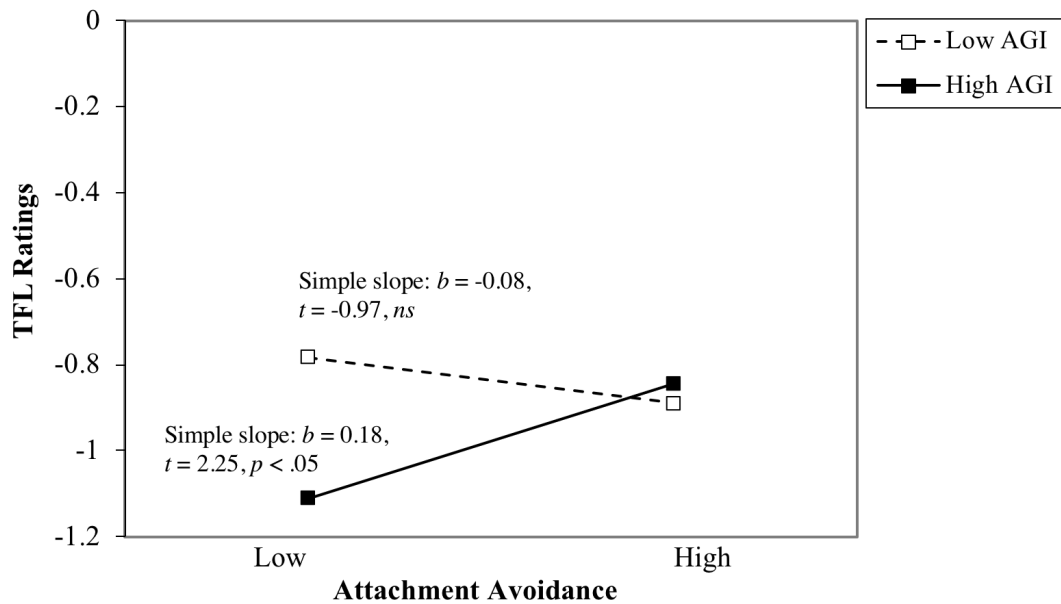 0
-0.2
-0.4
-0.6
-0.8
-1
-1.2
TFL Ratings
Low AGI
High AGI
Simple slope: b = -0.08,
t = -0.97, ns
Simple slope: b = 0.18,
t = 2.25, p < .05
Low
High
Attachment Avoidance